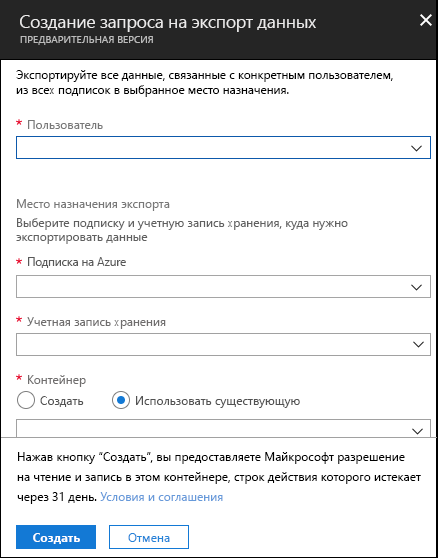 Создание запроса на экспорт данных
ПРЕДВАРИТЕЛЬНАЯ ВЕРСИЯ
Экспортируйте все данные, связанные с конкретным пользователем,
из всех подписок в выбранное место назначения.
* Пользователь
Место назначения экспорта
Выберите подписку и учетную запись хранения, куда нужно
экспортировать данные
* Подписка на Azure
* Учетная запись хранения
* Контейнер
Создать Использовать существующую
Нажав кнопку "Создать", вы предоставляете Майкрософт разрешение
на чтение и запись в этом контейнере, строк действия которого истекает
через 31 день. Условия и соглашения
Создать Отмена